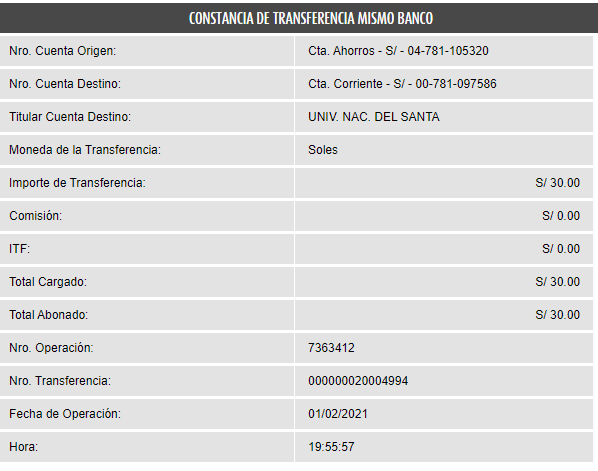 CONSTANCIA DE TRANSFERENCIA MISMO BANCO
Nro. Cuenta Origen: Cta. Ahorros - S/ - 04-781-105320
Nro. Cuenta Destino: Cta. Corriente - S/ - 00-781-097586
Titular Cuenta Destino: UNIV. NAC. DEL SANTA
Moneda de la Transferencia: Soles
Importe de Transferencia: S/ 30.00
Comisión: S/ 0.00
ITF: S/ 0.00
Total Cargado: S/ 30.00
Total Abonado: S/ 30.00
Nro. Operación: 7363412
Nro. Transferencia: 000000020004994
Fecha de Operación: 01/02/2021
Hora: 19:55:57